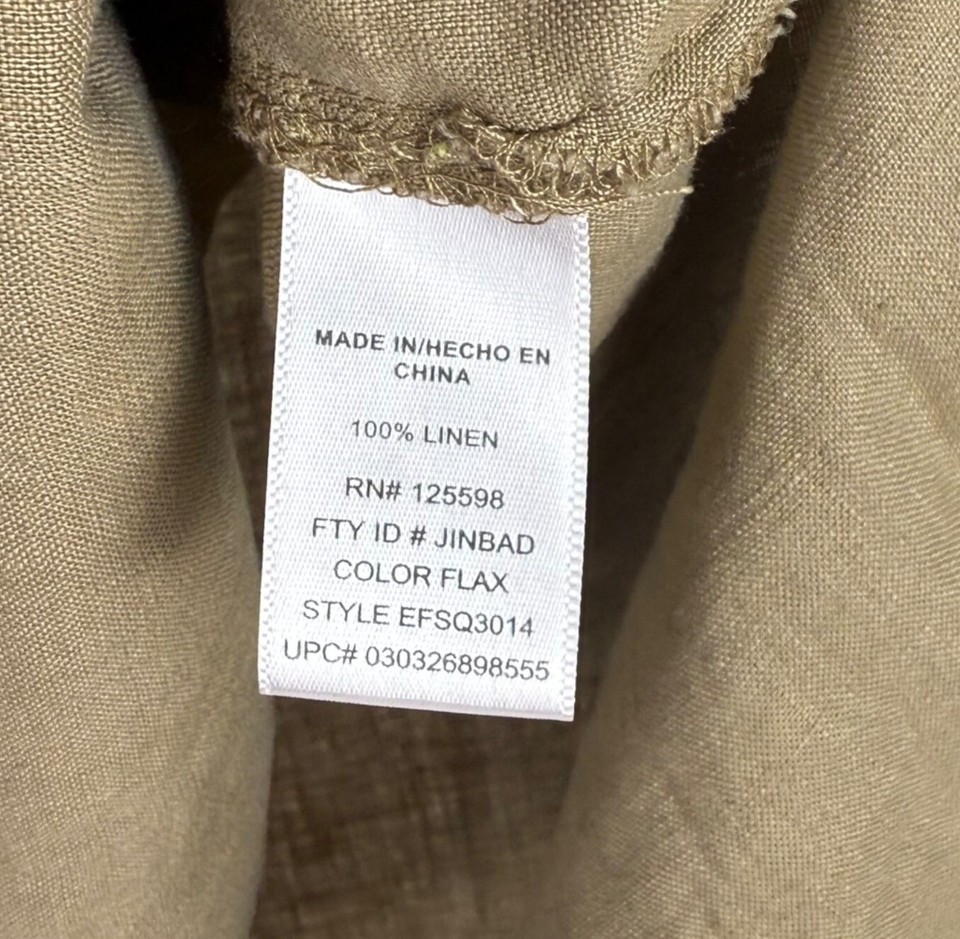 MADE IN/HECHO EN
CHINA
100% LINEN
RN# 125598
FTY ID # JINBAD
COLOR FLAX
STYLE EFSQ3014
UPC# 030326898555